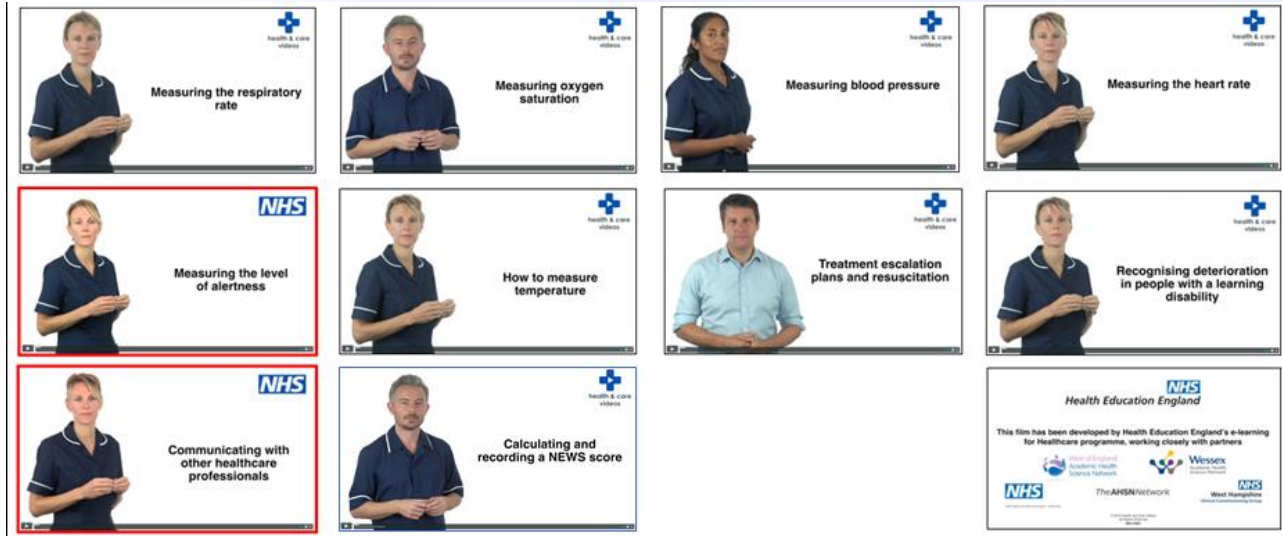 health & care
videos
Measuring the respiratory
rate
health & care
videos
Measuring oxygen
saturation
health & care
videos
Measuring blood pressure
health & care
videos
Measuring the heart rate
NHS
Measuring the level
of alertness
health & care
videos
How to measure
temperature
health & care
videos
Treatment escalation
plans and resuscitation
health & care
videos
Recognising deterioration
in people with a learning
disability
NHS
Communicating with
other healthcare
professionals
health & care
videos
Calculating and
recording a NEWS score
NHS
Health Education England
This film has been developed by Health Education England's e-learning
for Healthcare programme, working closely with partners
West of England
Academic Health
Science Network
Wessex
Academic Health
Science Network
NHS
TheAHSNNetwork
NHS
West Hampshire
Clinical Commissioning Group